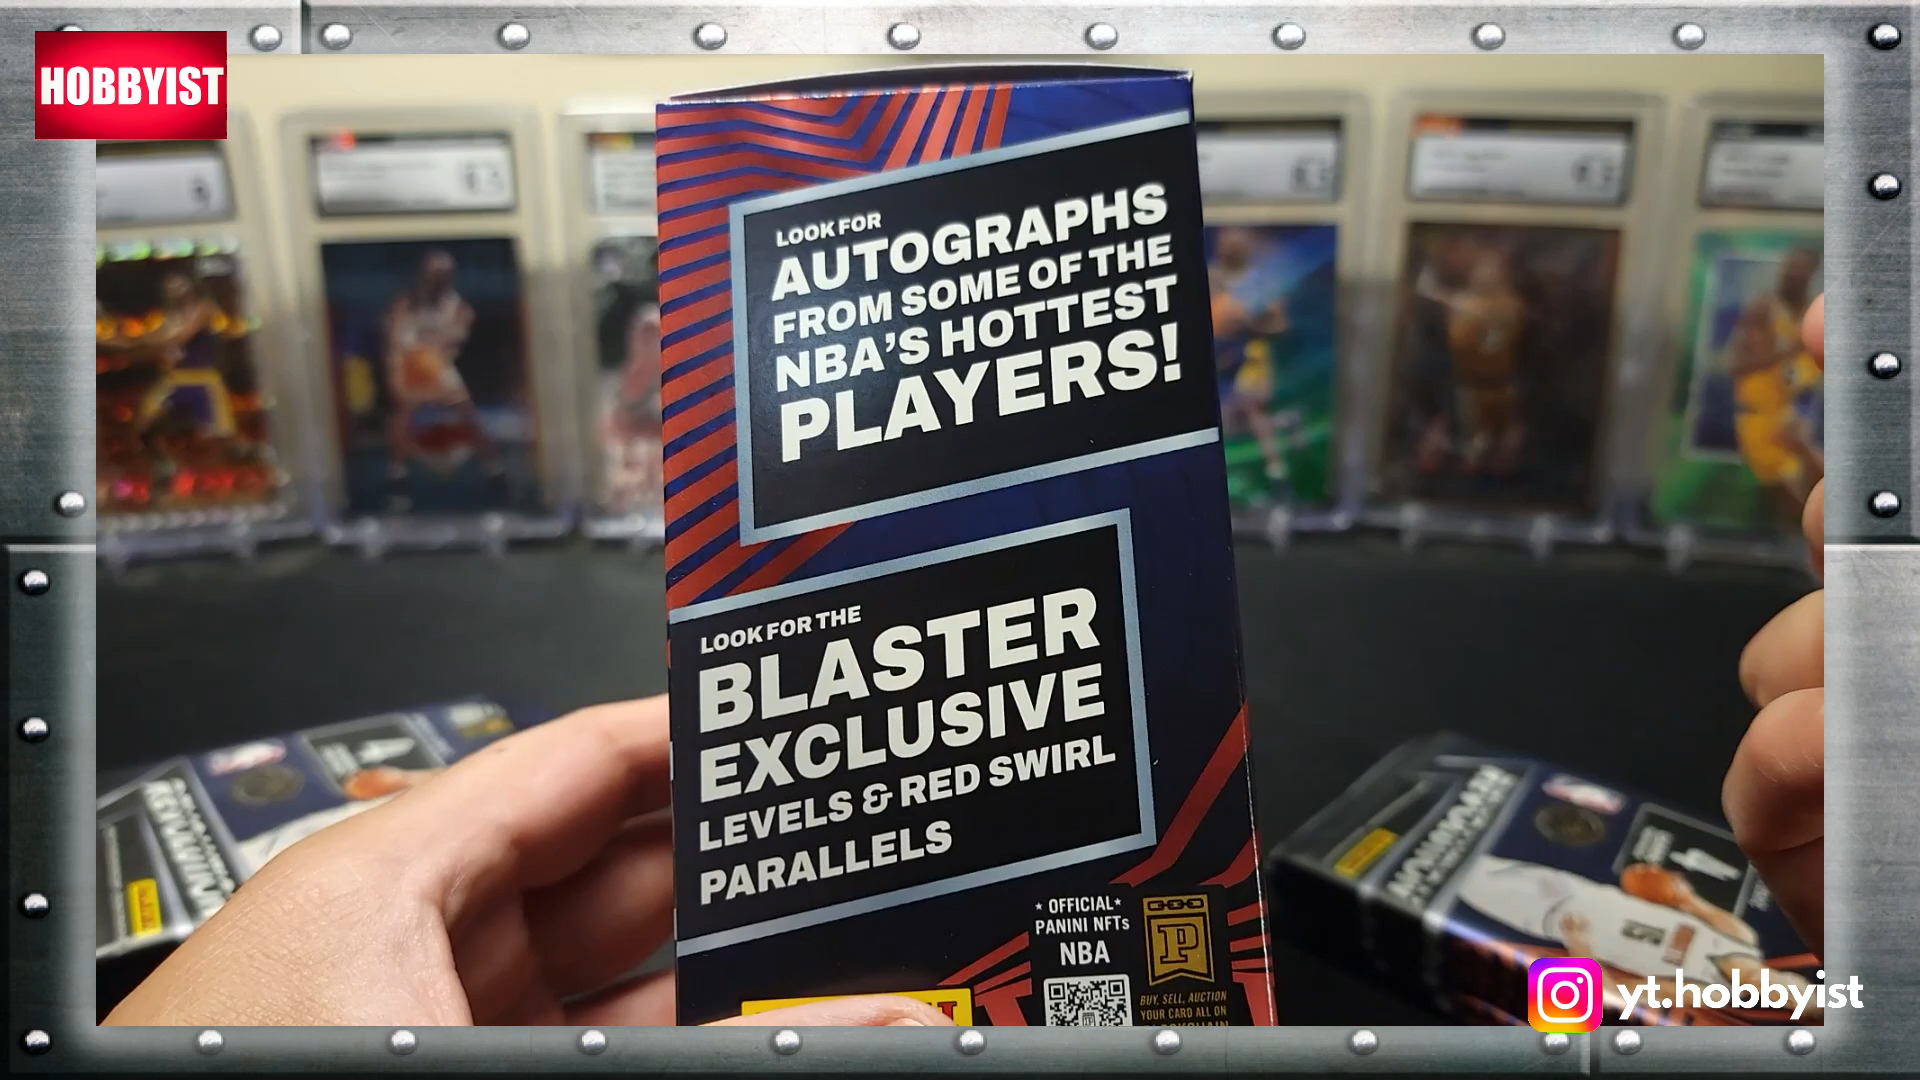 HOBBYIST
LOOK FOR
AUTOGRAPHS
FROM SOME OF THE
NBA'S HOTTEST
PLAYERS!
LOOK FOR THE
BLASTER
EXCLUSIVE
LEVELS & RED SWIRL
PARALLELS
★ OFFICIAL★
PANINI NFTs
NBA
P
BUY, SELL, AUCTION
YOUR CARD ALL ON
yt.hobbyist